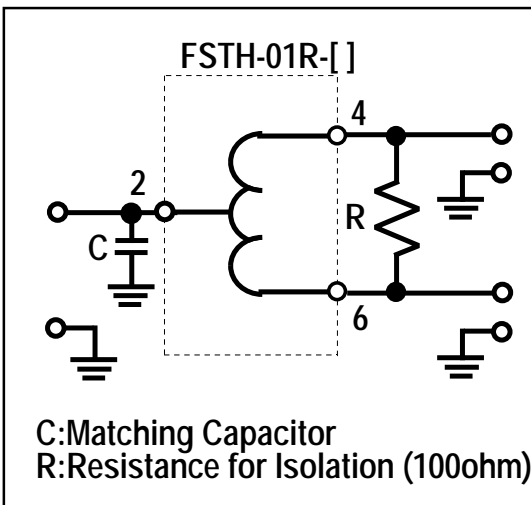 FSTH-01R-[ ]
4
2
C
R
6
C:Matching Capacitor
R:Resistance for Isolation (100ohm)